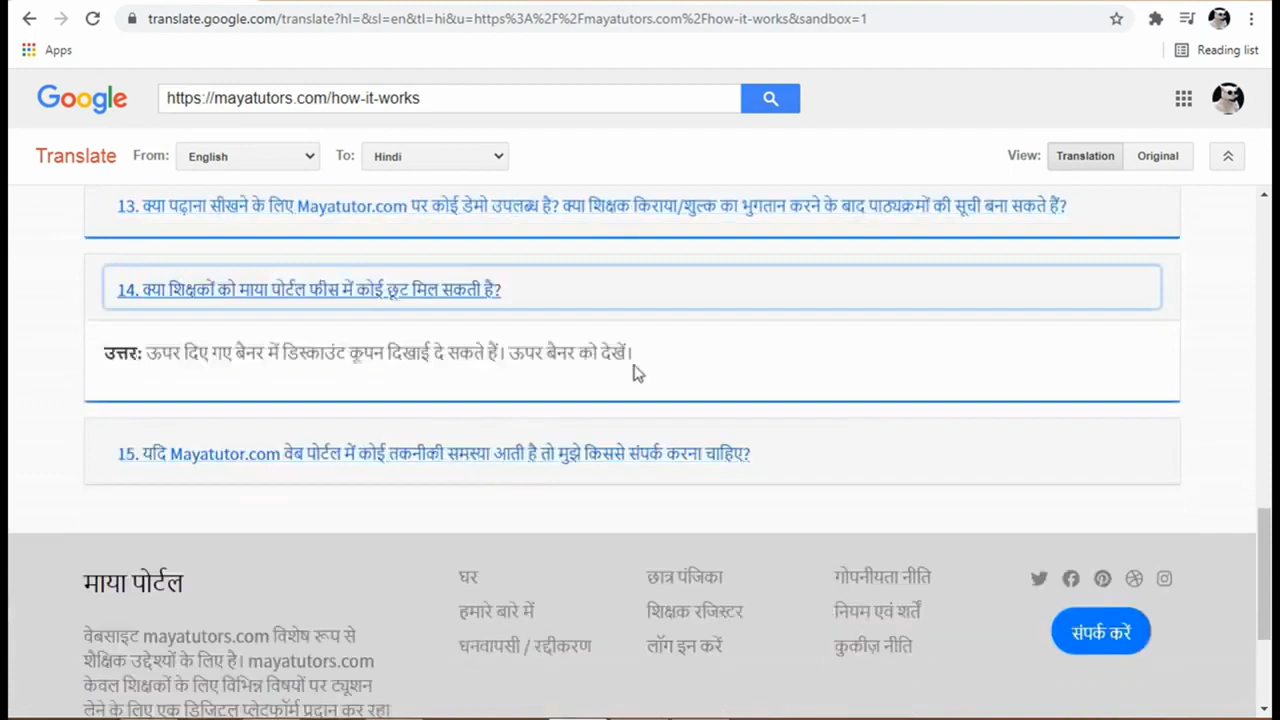 translate.google.com/translate?hl=&sl=en&tl=hi&u=https%3A%2F%2Fmayatutors.com%2Fhow-it-works&sandbox=1
Apps
Reading list
Google
https://mayatutors.com/how-it-works
Translate From: English To: Hindi View: Translation Original
13. क्या पढ़ाना सीखने के लिए Mayatutor.com पर कोई डेमो उपलब्ध है? क्या शिक्षक किराया/शुल्क का भुगतान करने के बाद पाठ्यक्रमों की सूची बना सकते हैं?
14. क्या शिक्षकों को माया पोर्टल फीस में कोई छूट मिल सकती है?
उत्तर: ऊपर दिए गए बैनर में डिस्काउंट कूपन दिखाई दे सकते हैं। ऊपर बैनर को देखें।
15. यदि Mayatutor.com वेब पोर्टल में कोई तकनीकी समस्या आती है तो मुझे किससे संपर्क करना चाहिए?
माया पोर्टल
वेबसाइट mayatutors.com विशेष रूप से
शैक्षिक उद्देश्यों के लिए है। mayatutors.com
केवल शिक्षकों के लिए विभिन्न विषयों पर ट्यूशन
लेने के लिए एक डिजिटल प्लेटफॉर्म प्रदान कर रहा
घर
हमारे बारे में
धनवापसी / रद्दीकरण
छात्र पंजिका
शिक्षक रजिस्टर
लॉग इन करें
गोपनीयता नीति
नियम एवं शर्तें
कुकीज़ नीति
संपर्क करें